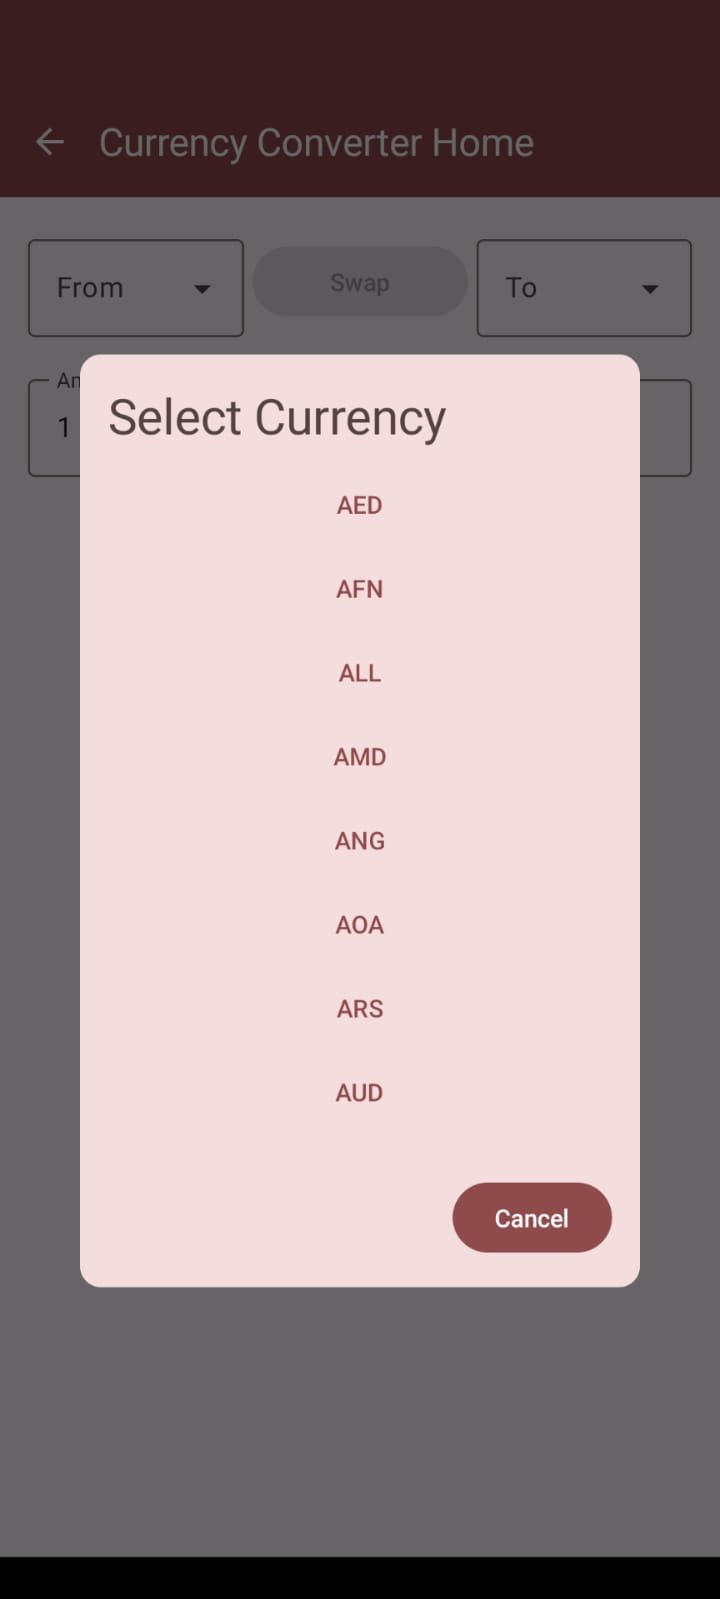 Currency Converter Home
From
Swap
To
An
1
Select Currency
AED
AFN
ALL
AMD
ANG
AOA
ARS
AUD
Cancel